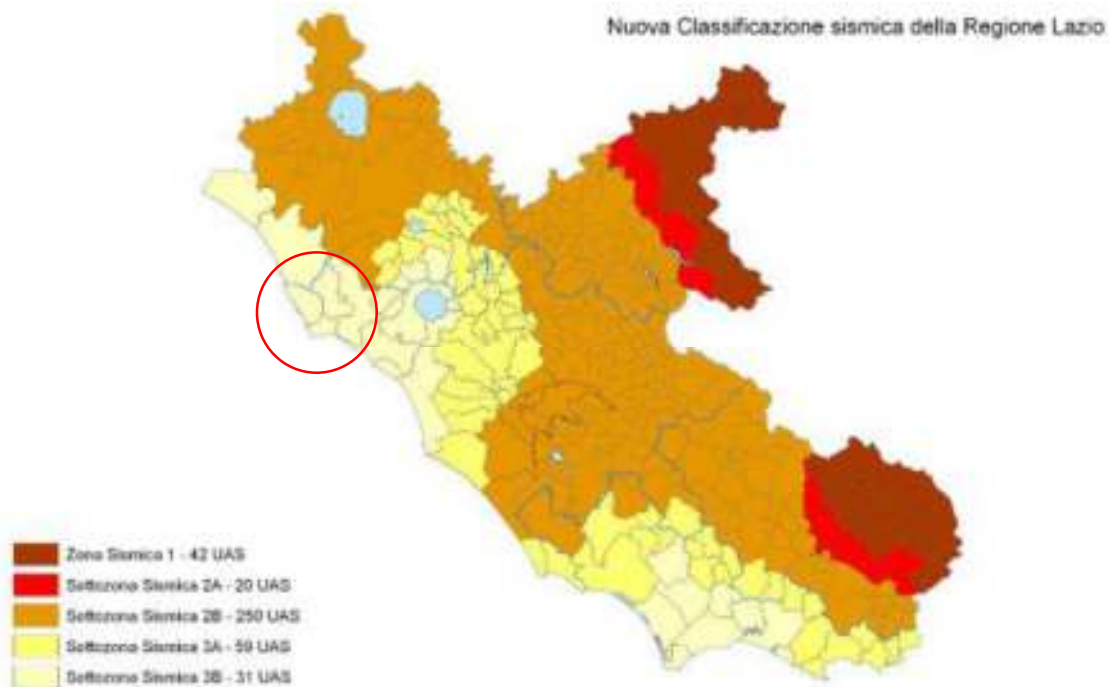 Nuova Classificazione sismica della Regione Lazio
Zona Sismica 1 - 42 UAS
Sottozona Sismica 2A - 20 UAS
Sottozona Sismica 2B - 250 UAS
Sottozona Sismica 3A - 59 UAS
Sottozona Sismica 3B - 31 UAS